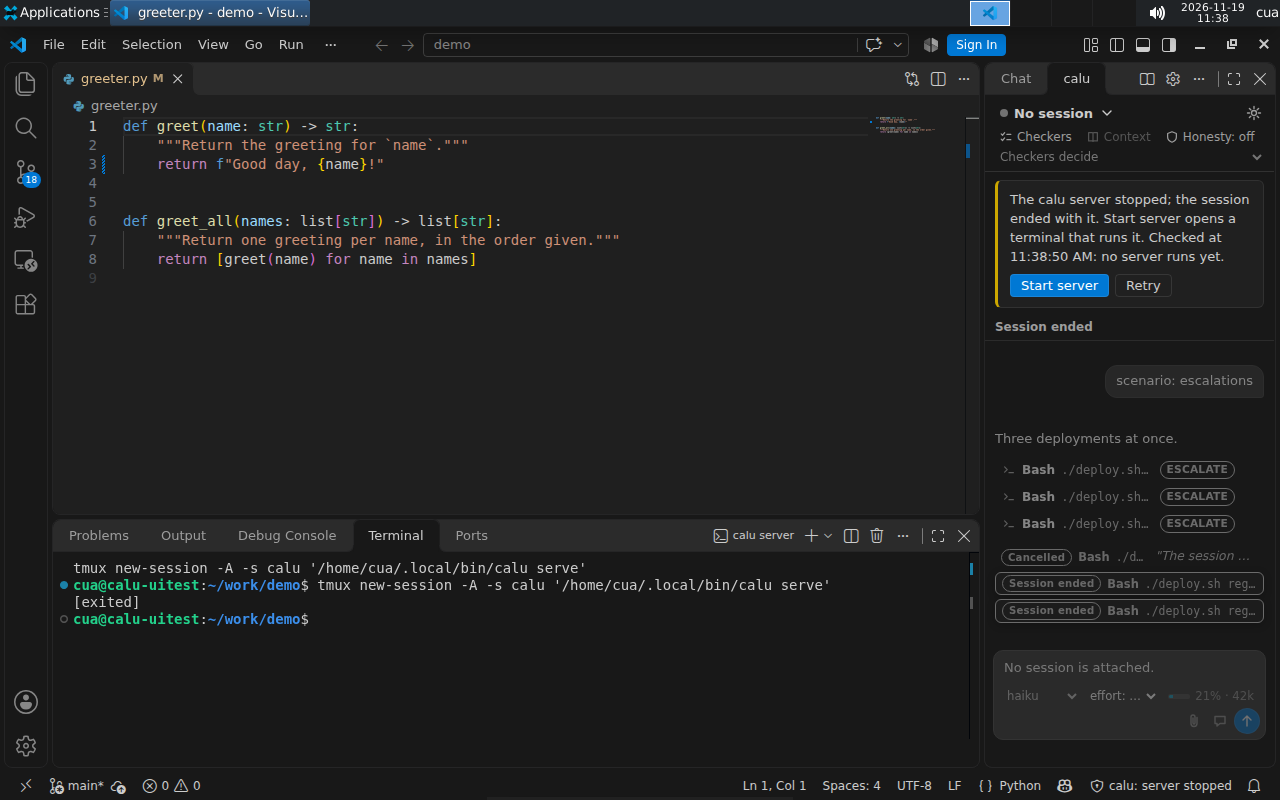 Applications
greeter.py - demo - Visu...
2026-11-19
11:38
cua
File Edit Selection View Go Run ···
demo
Sign In
greeter.py M
Chat
calu
greeter.py
1 def greet(name: str) -> str:
2 """Return the greeting for `name`."""
3 return f"Good day, {name}!"
4
5
6 def greet_all(names: list[str]) -> list[str]:
7 """Return one greeting per name, in the order given."""
8 return [greet(name) for name in names]
9
18
No session
Checkers
Context
Honesty: off
Checkers decide
The calu server stopped; the session
ended with it. Start server opens a
terminal that runs it. Checked at
11:38:50 AM: no server runs yet.
Start server
Retry
Session ended
scenario: escalations
Three deployments at once.
Bash ./deploy.sh… ESCALATE
Bash ./deploy.sh… ESCALATE
Bash ./deploy.sh… ESCALATE
Cancelled Bash ./d… "The session …
Session ended Bash ./deploy.sh reg…
Session ended Bash ./deploy.sh reg…
No session is attached.
haiku
effort: …
21% · 42k
Problems Output Debug Console Terminal Ports
calu server
tmux new-session -A -s calu '/home/cua/.local/bin/calu serve'
cua@calu-uitest:~/work/demo$ tmux new-session -A -s calu '/home/cua/.local/bin/calu serve'
[exited]
cua@calu-uitest:~/work/demo$
main*
0
0
Ln 1, Col 1
Spaces: 4
UTF-8
LF
{ } Python
calu: server stopped